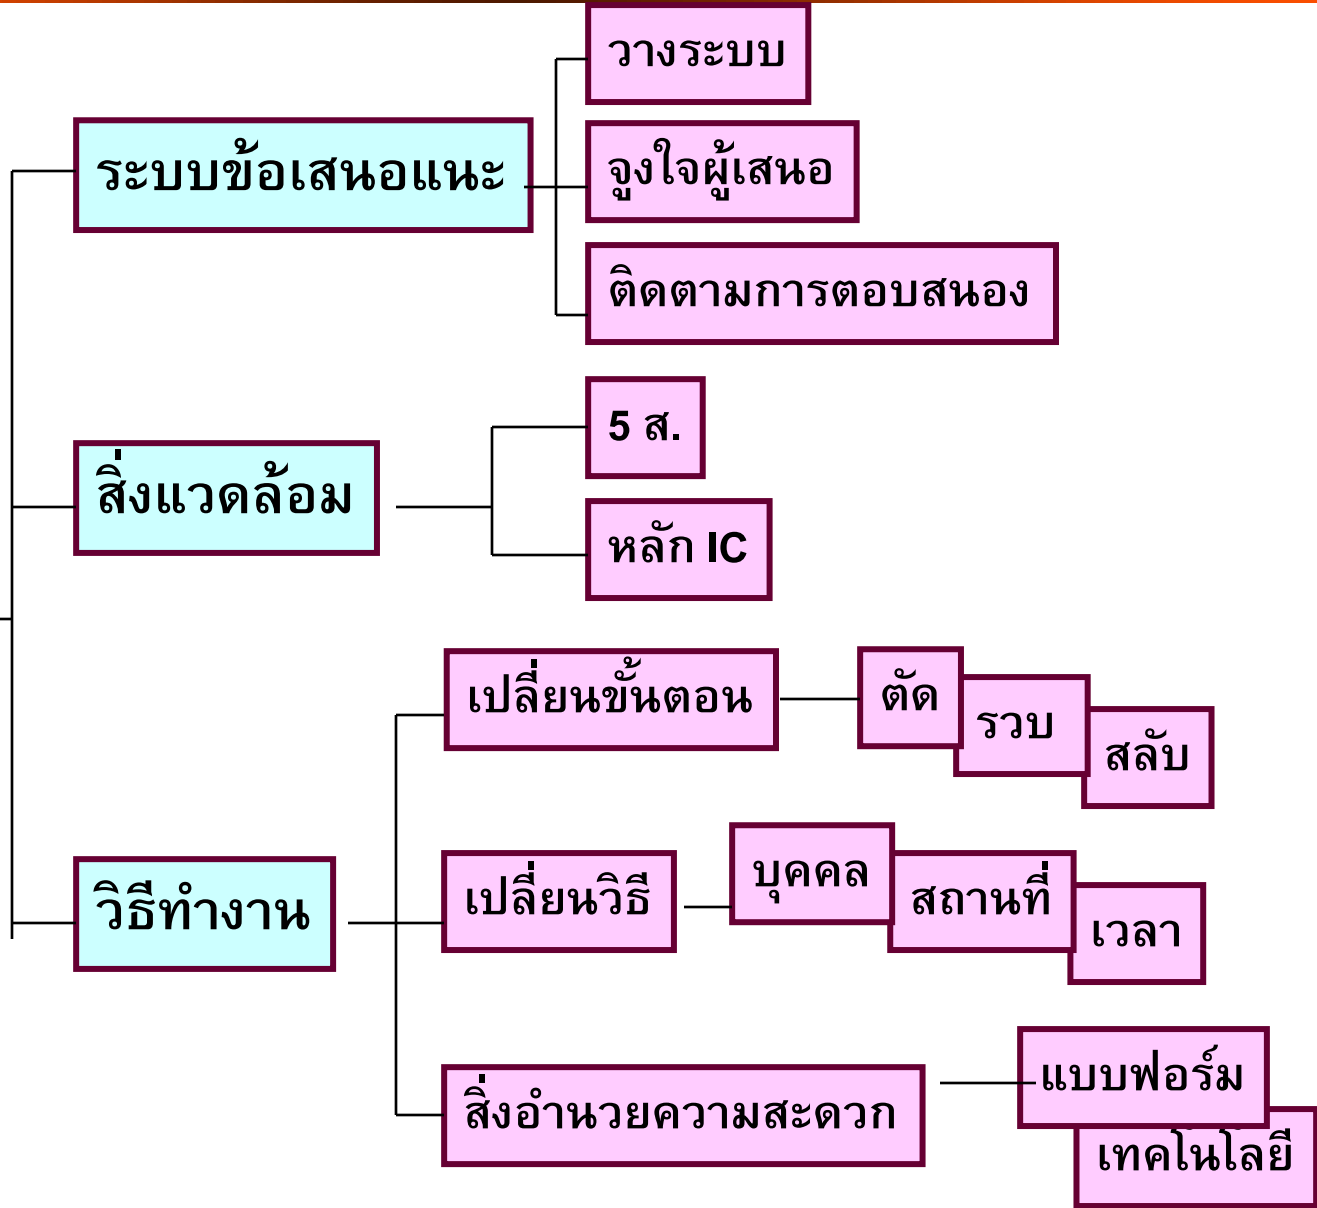 วางระบบ
ระบบข้อเสนอแนะ
จูงใจผู้เสนอ
ติดตามการตอบสนอง
5 ส.
สิ่งแวดล้อม
หลัก IC
เปลี่ยนขั้นตอน
ตัด
รวบ
สลับ
วิธีทำงาน
เปลี่ยนวิธี
บุคคล
สถานที่
เวลา
สิ่งอำนวยความสะดวก
แบบฟอร์ม
เทคโนโลยี